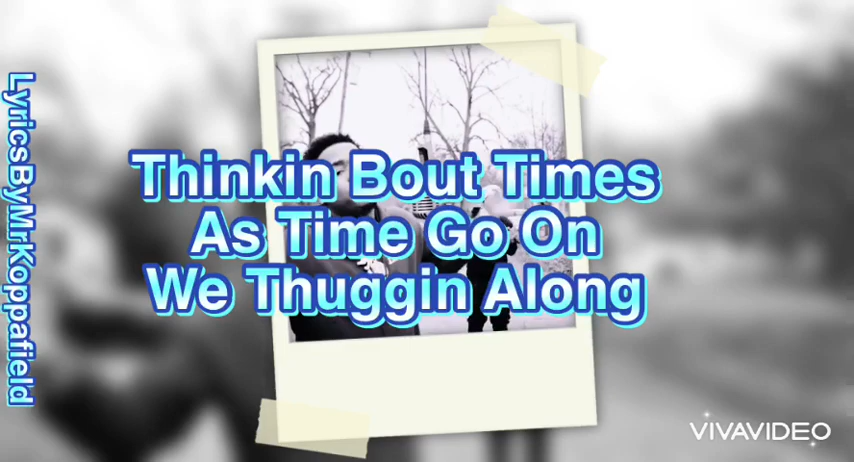 Thinkin Bout Times
As Time Go On
We Thuggin Along
LyricsByMrKoppafield
VIVAVIDEO